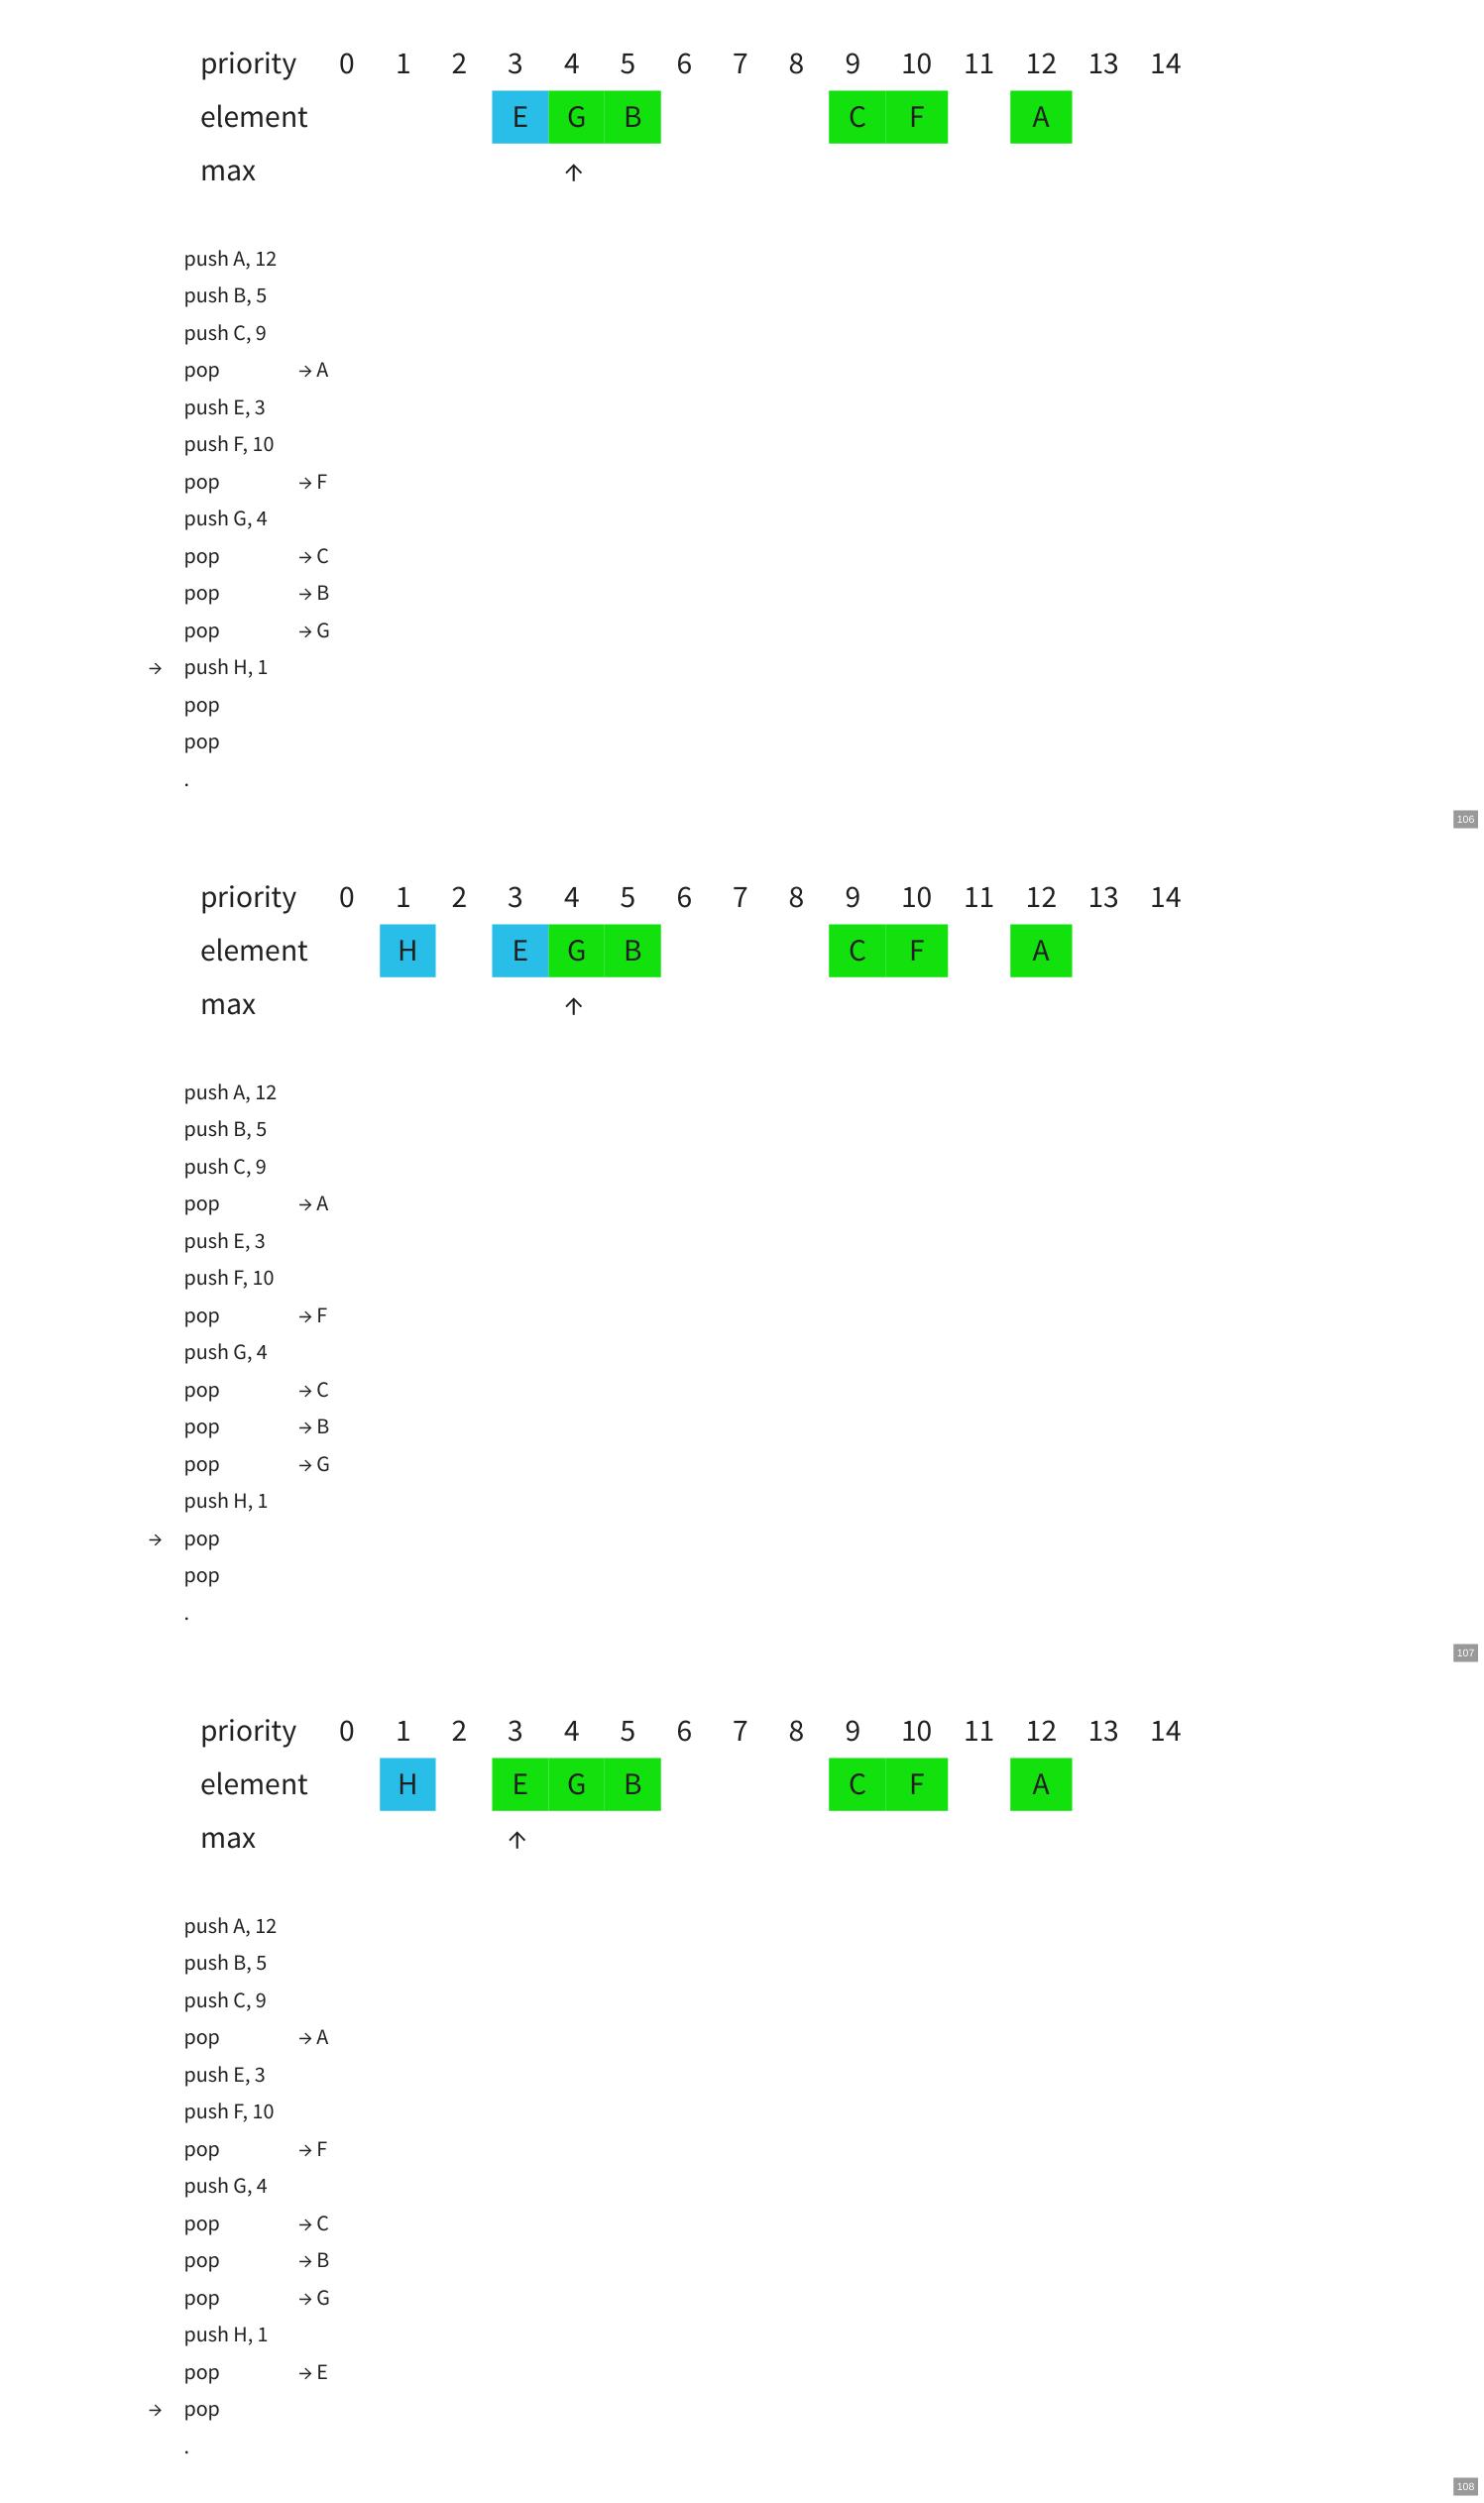 priority 0 1 2 3 4 5 6 7 8 9 10 11 12 13 14
element E G B C F A
max ↑
push A, 12
push B, 5
push C, 9
pop → A
push E, 3
push F, 10
pop → F
push G, 4
pop → C
pop → B
pop → G
→ push H, 1
pop
pop
.
106
priority 0 1 2 3 4 5 6 7 8 9 10 11 12 13 14
element H E G B C F A
max ↑
push A, 12
push B, 5
push C, 9
pop → A
push E, 3
push F, 10
pop → F
push G, 4
pop → C
pop → B
pop → G
push H, 1
→ pop
pop
.
107
priority 0 1 2 3 4 5 6 7 8 9 10 11 12 13 14
element H E G B C F A
max ↑
push A, 12
push B, 5
push C, 9
pop → A
push E, 3
push F, 10
pop → F
push G, 4
pop → C
pop → B
pop → G
push H, 1
pop → E
→ pop
.
108